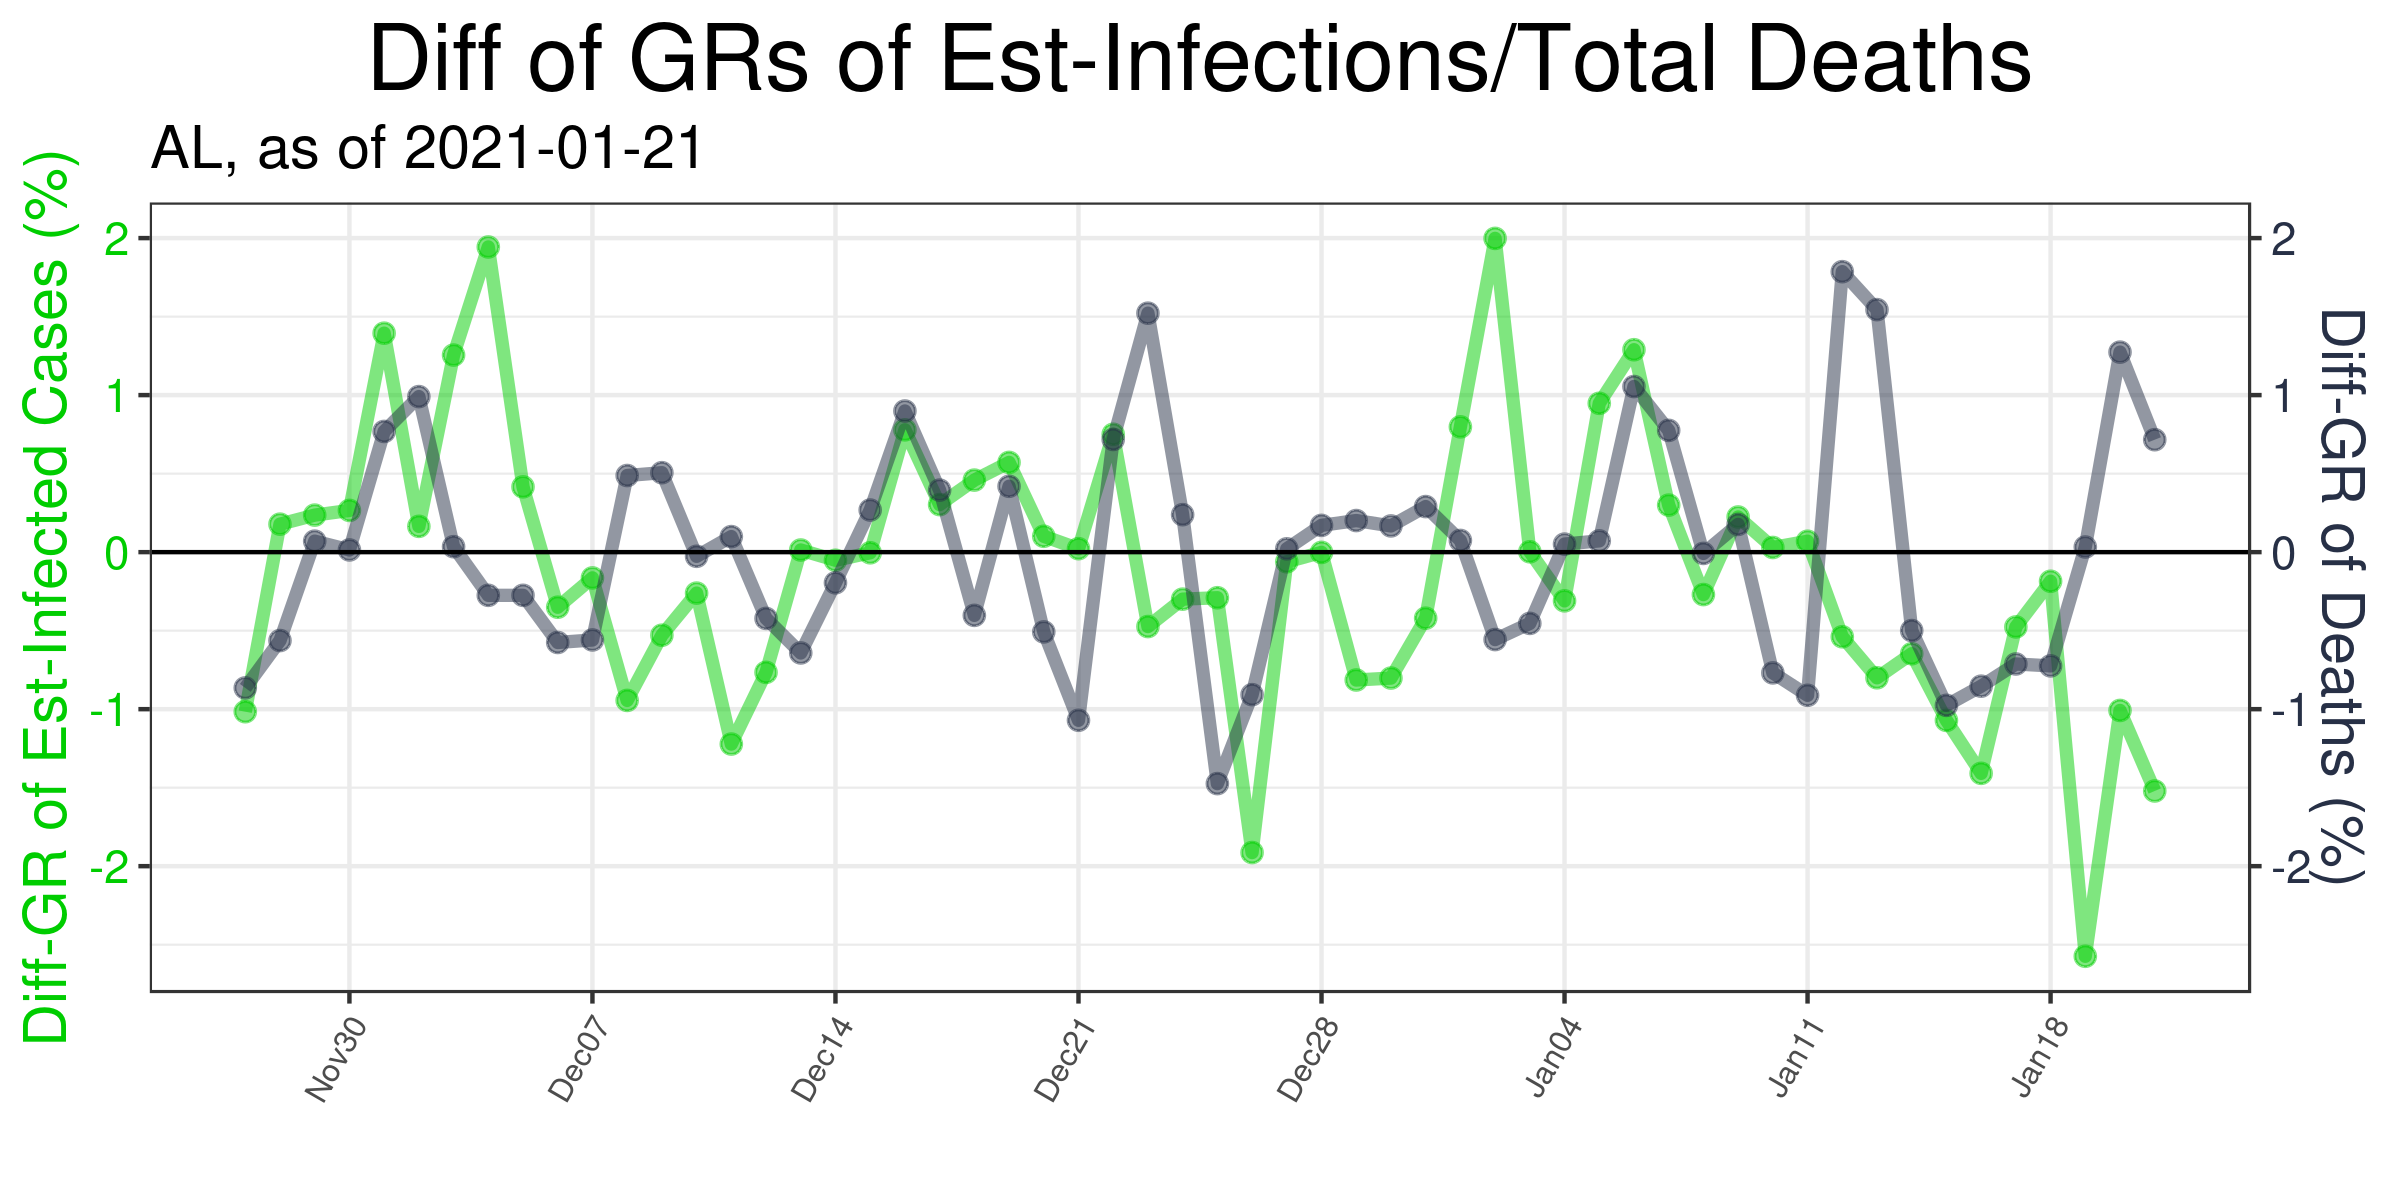 Diff of GRs of Est-Infections/Total Deaths
AL, as of 2021-01-21
Diff-GR of Est-Infected Cases (%)
2
1
0
-1
-2
2
1
0
-1
-2
Diff-GR of Deaths (%)
Nov30
Dec07
Dec14
Dec21
Dec28
Jan04
Jan11
Jan18